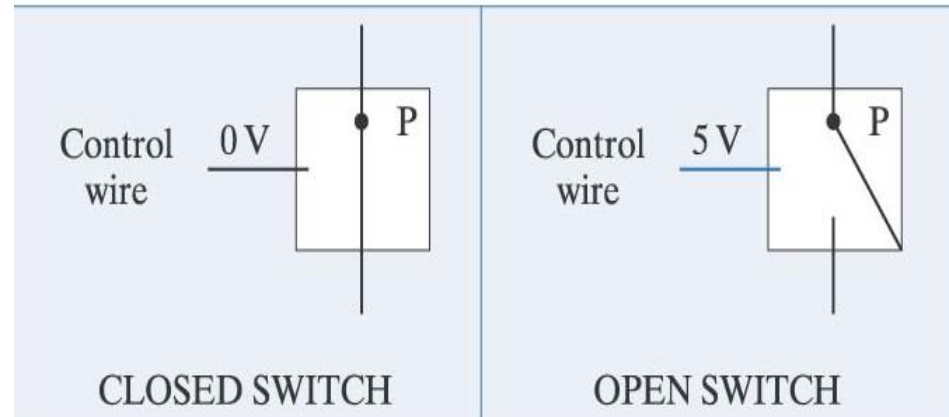 P
Control 0 V
wire
CLOSED SWITCH
P
Control 5 V
wire
OPEN SWITCH